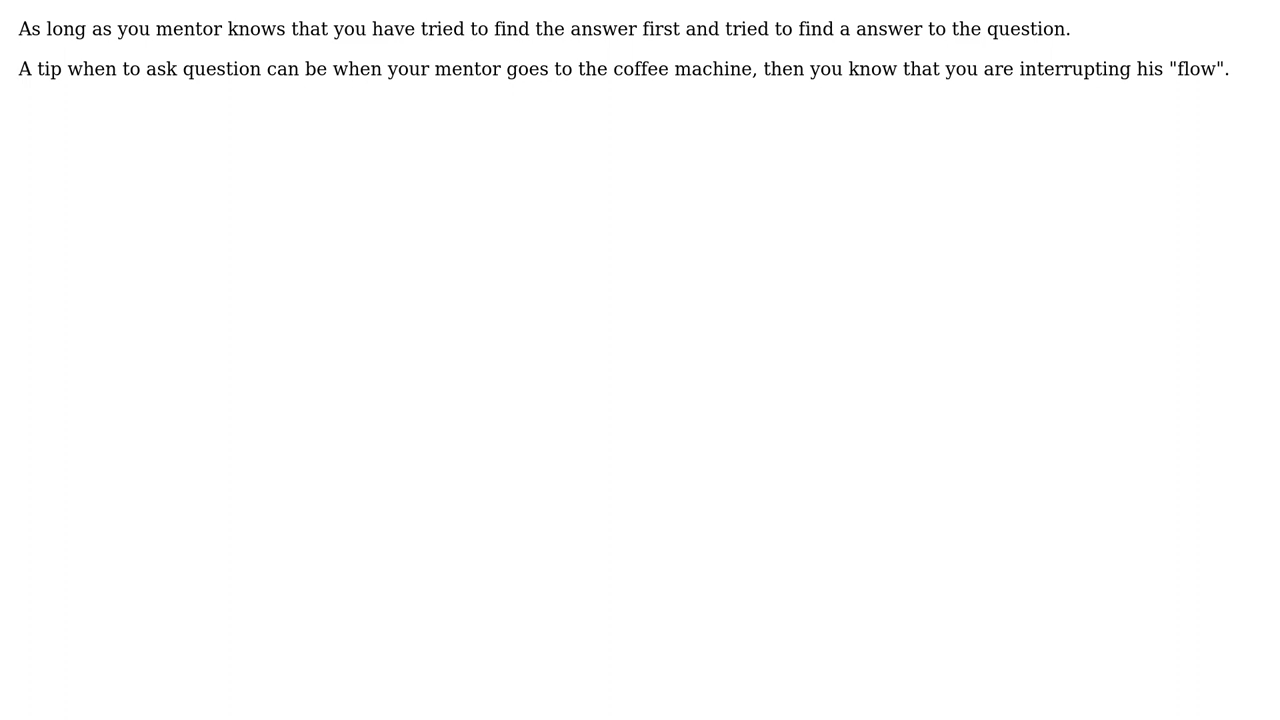 As long as you mentor knows that you have tried to find the answer first and tried to find a answer to the question.
A tip when to ask question can be when your mentor goes to the coffee machine, then you know that you are interrupting his "flow".